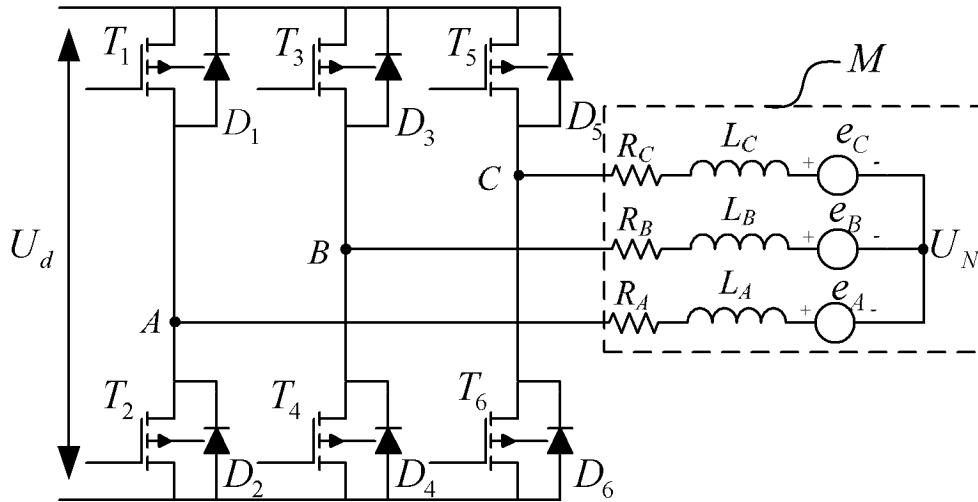 T1 T3 T5 M
D1 D3 D5
RC LC + eC -
C
Ud B RB LB + eB - UN
A RA LA + eA -
T2 T4 T6
D2 D4 D6